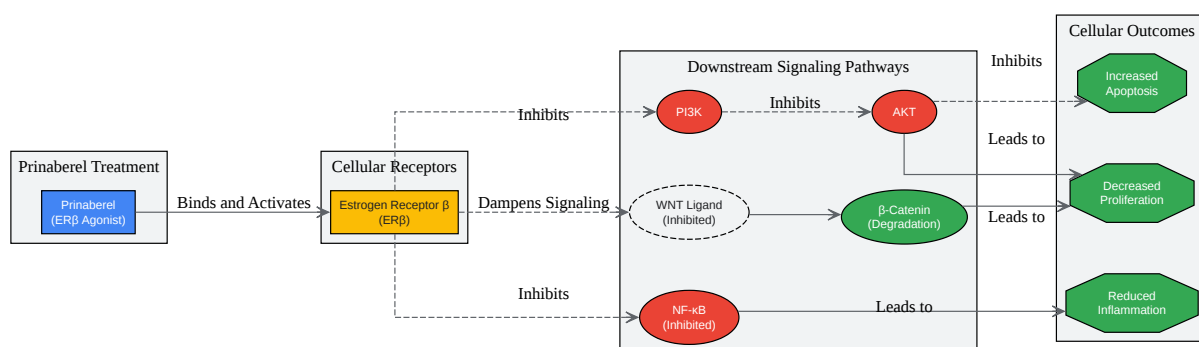 Prinaberel Treatment
Prinaberel
(ERβ Agonist)
Binds and Activates
Cellular Receptors
Estrogen Receptor β
(ERβ)
Inhibits
Dampens Signaling
Inhibits
Downstream Signaling Pathways
PI3K
Inhibits
AKT
WNT Ligand
(Inhibited)
β-Catenin
(Degradation)
NF-κB
(Inhibited)
Inhibits
Leads to
Leads to
Leads to
Cellular Outcomes
Increased
Apoptosis
Decreased
Proliferation
Reduced
Inflammation